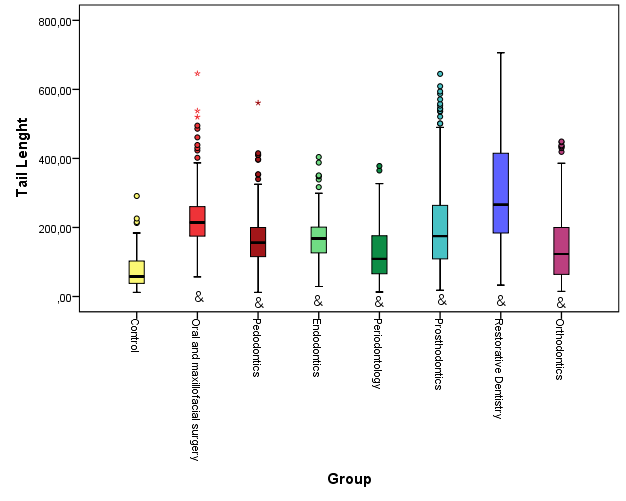 800,00
600,00
400,00
200,00
,00
Tail Lenght
& & & & & & &
Control
Oral and maxillofacial surgery
Pedodontics
Endodontics
Periodontology
Prosthodontics
Restorative Dentistry
Orthodontics
Group